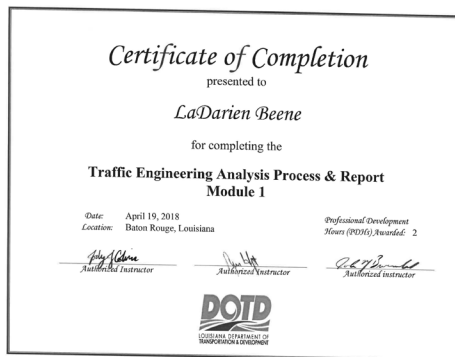 Certificate of Completion
presented to
LaDarien Beene
for completing the
Traffic Engineering Analysis Process & Report
Module 1
Date: April 19, 2018
Location: Baton Rouge, Louisiana
Professional Development
Hours (PDHs) Awarded: 2
Authorized Instructor
Authorized Instructor
Authorized instructor
DOTD
LOUISIANA DEPARTMENT OF
TRANSPORTATION & DEVELOPMENT